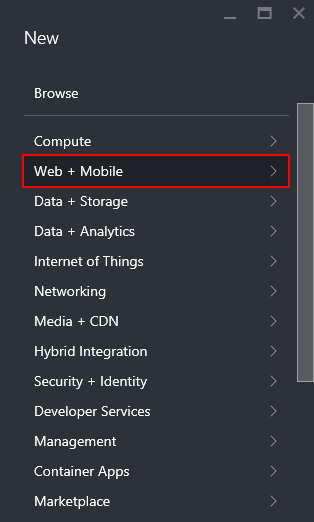 New
Browse
Compute
Web + Mobile
Data + Storage
Data + Analytics
Internet of Things
Networking
Media + CDN
Hybrid Integration
Security + Identity
Developer Services
Management
Container Apps
Marketplace